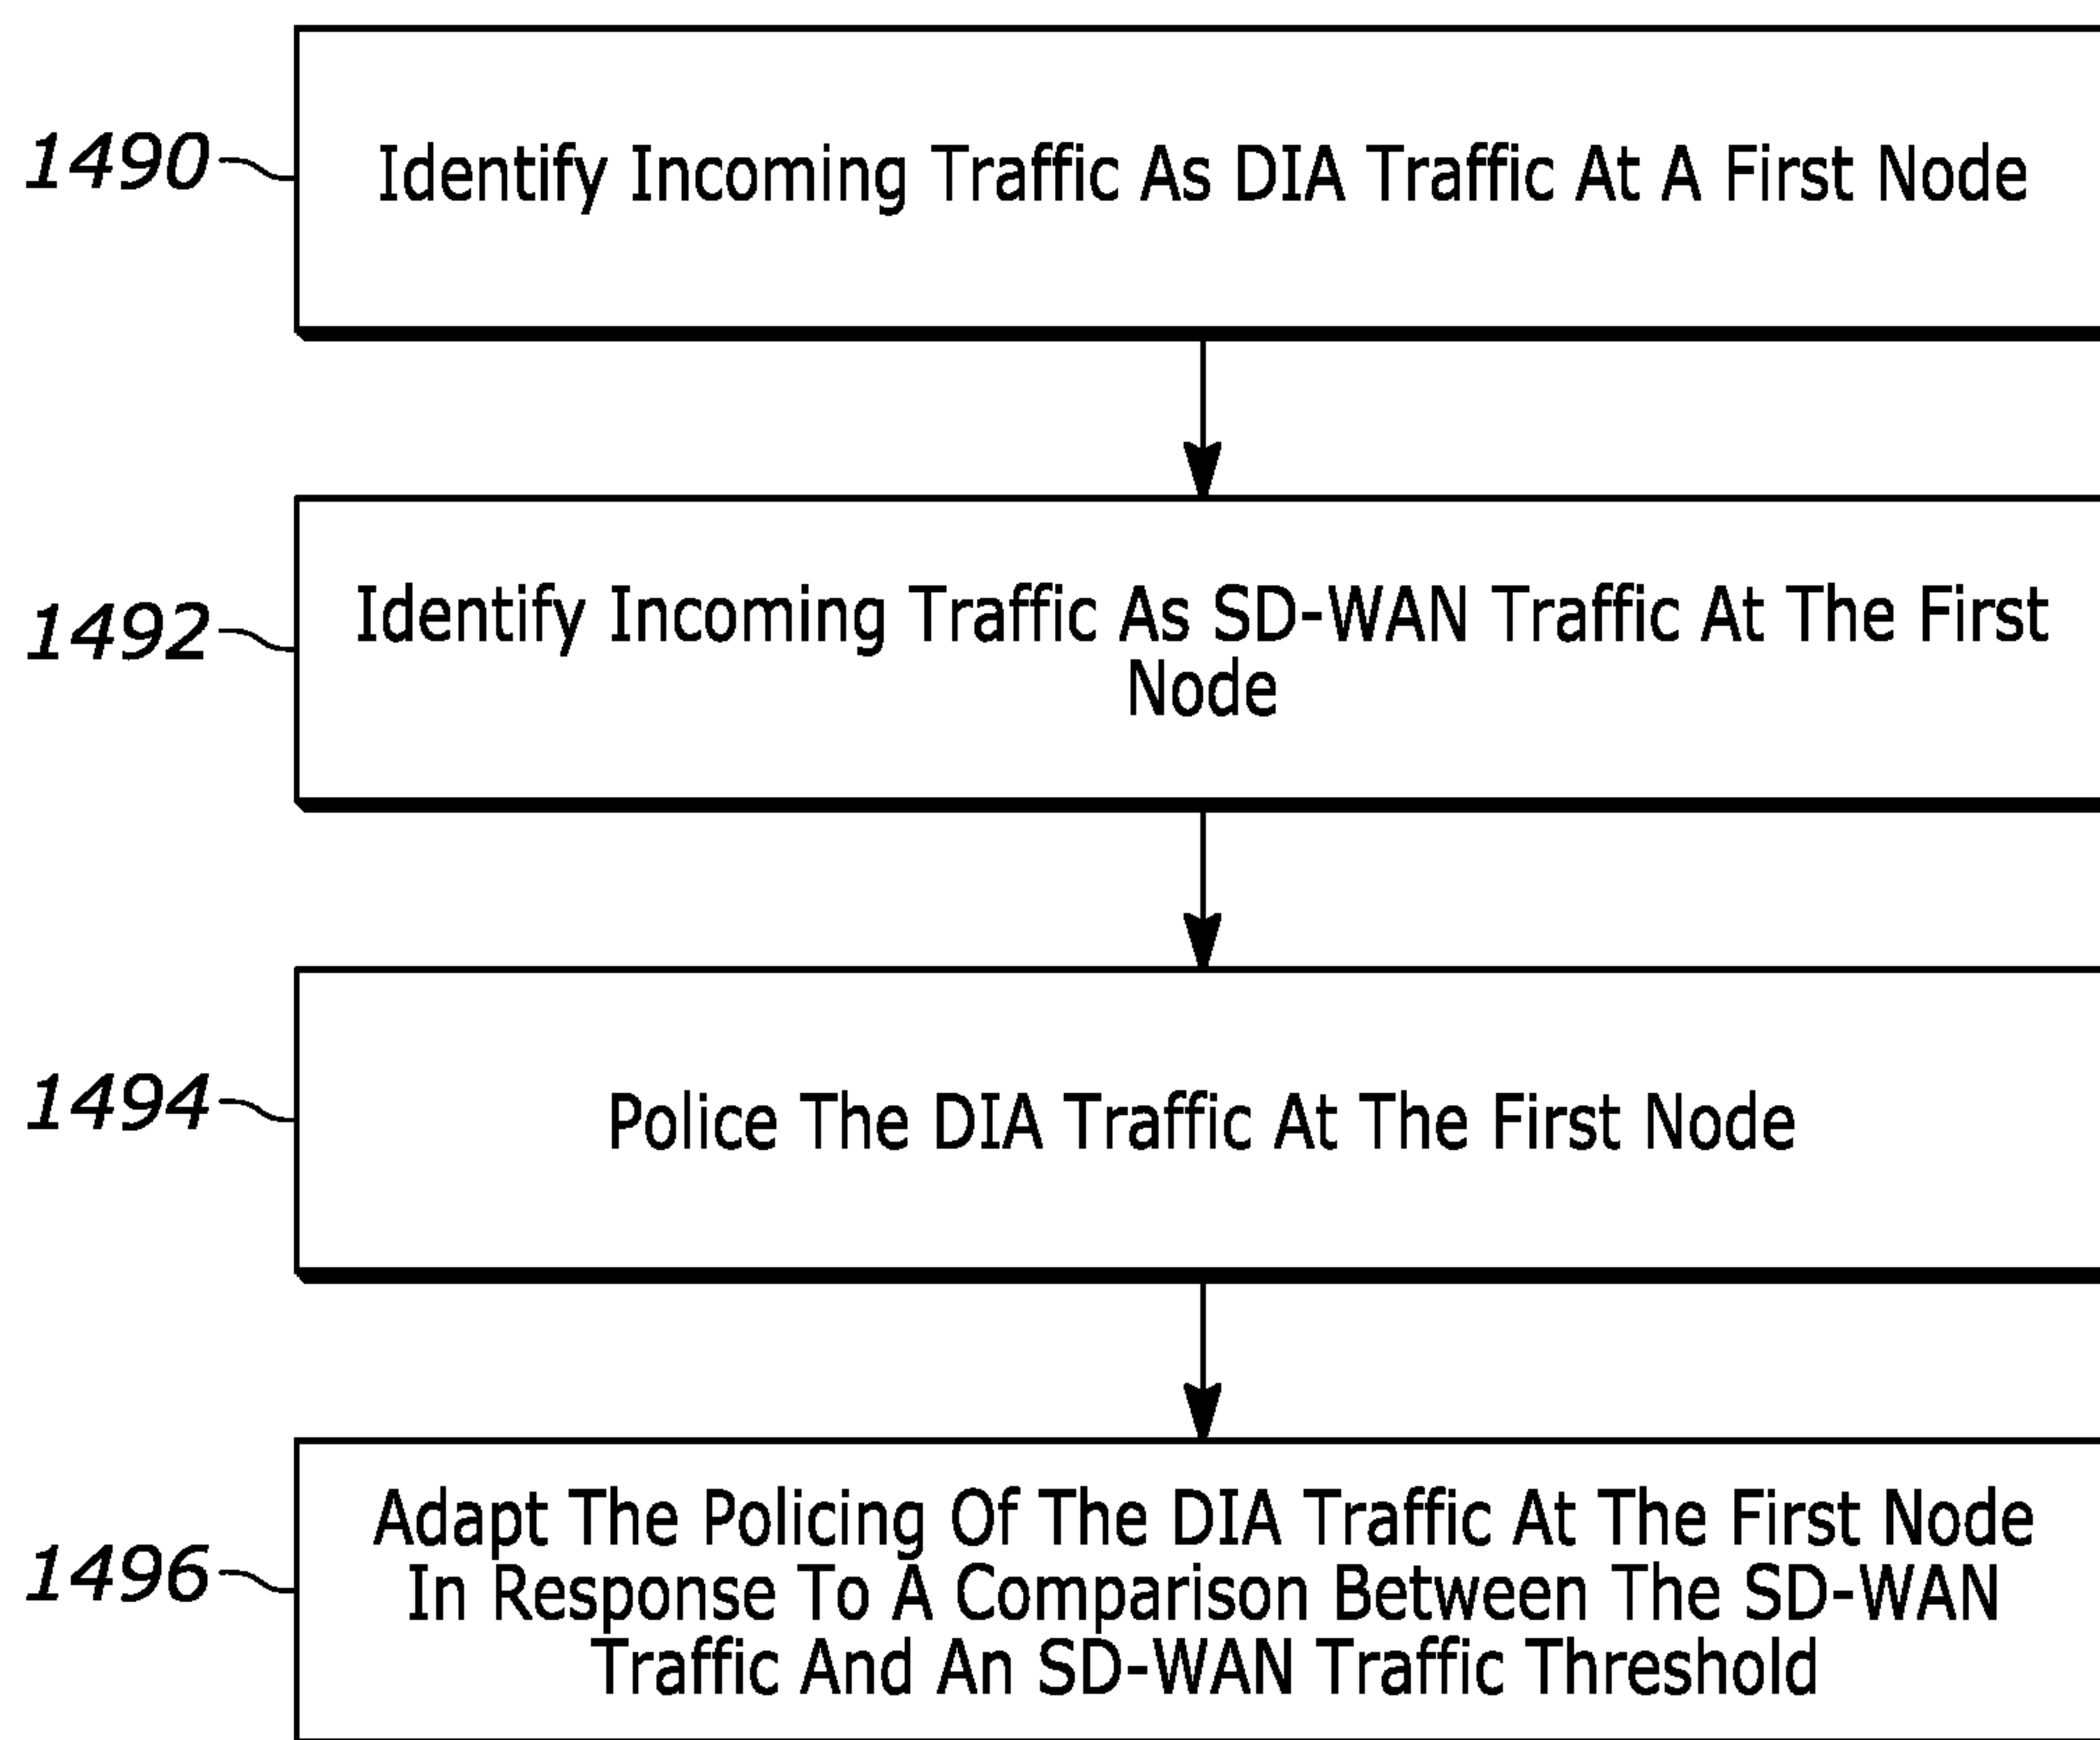 1490
Identify Incoming Traffic As DIA Traffic At A First Node
1492
Identify Incoming Traffic As SD-WAN Traffic At The First
Node
1494
Police The DIA Traffic At The First Node
1496
Adapt The Policing Of The DIA Traffic At The First Node
In Response To A Comparison Between The SD-WAN
Traffic And An SD-WAN Traffic Threshold